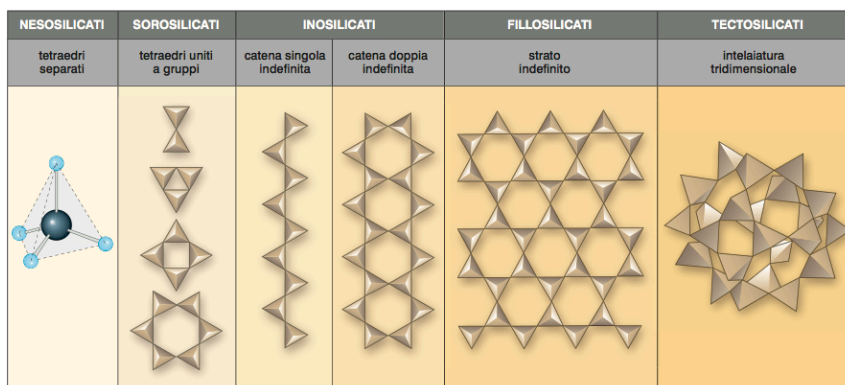 NESOSILICATI
SOROSILICATI
INOSILICATI
FILLOSILICATI
TECTOSILICATI
tetraedri
separati
tetraedri uniti
a gruppi
catena singola
indefinita
catena doppia
indefinita
strato
indefinito
intelaiatura
tridimensionale